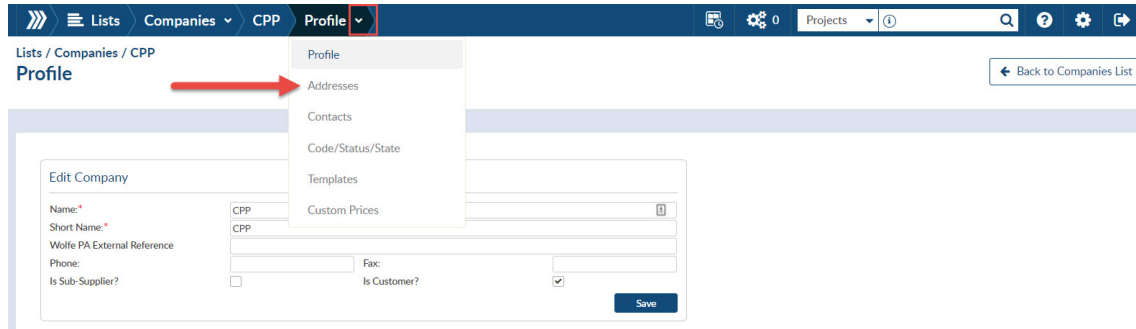 Lists Companies CPP Profile 0 Projects
Lists / Companies / CPP
Profile
Back to Companies List
Profile
Addresses
Contacts
Code/Status/State
Templates
Custom Prices
Edit Company
Name:* CPP
Short Name:* CPP
Wolfe PA External Reference
Phone: Fax:
Is Sub-Supplier? Is Customer?
Save